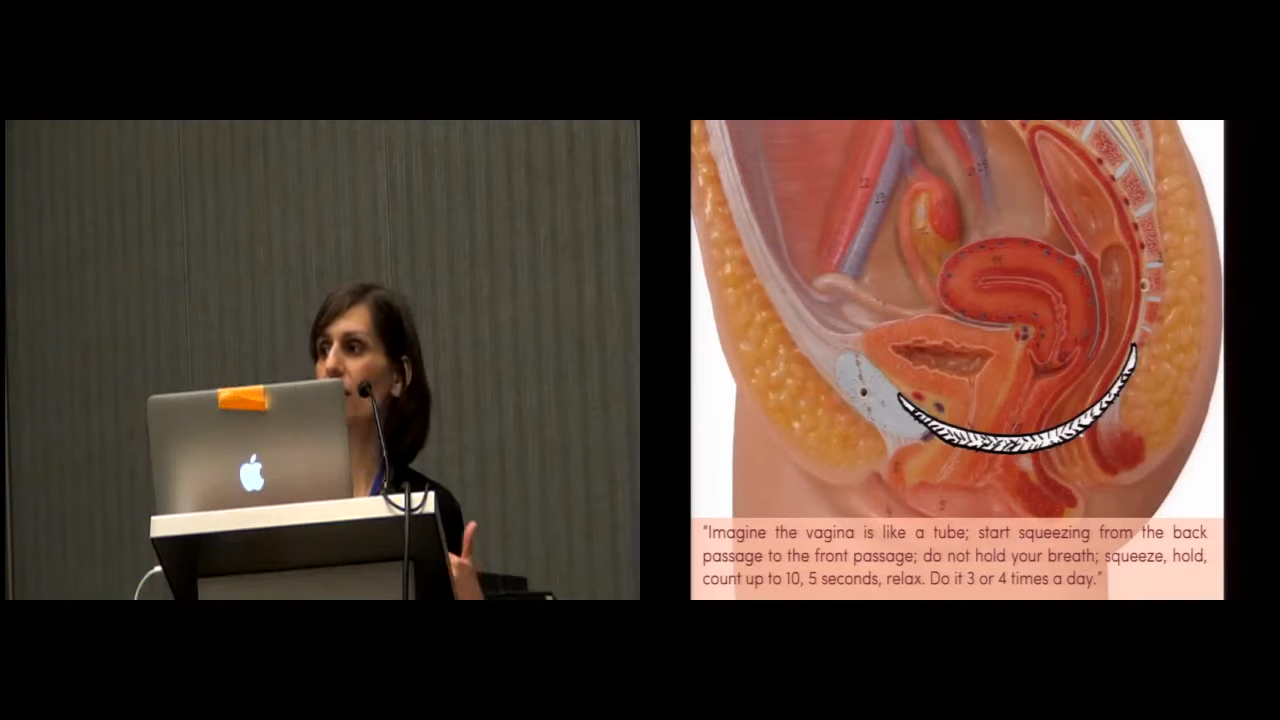 "Imagine the vagina is like a tube; start squeezing from the back
passage to the front passage; do not hold your breath; squeeze, hold,
count up to 10, 5 seconds, relax. Do it 3 or 4 times a day."